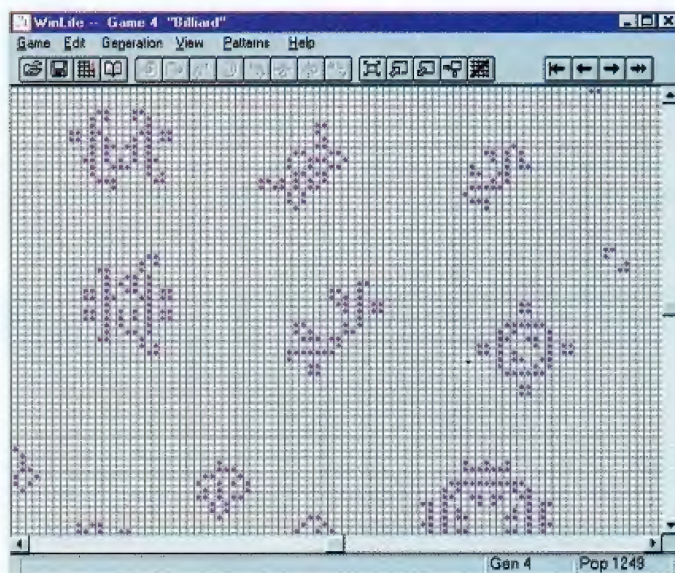 WinLife -- Game 4 "Billiard"
Game Edit Generation View Patterns Help
Gen 4 Pop 1249